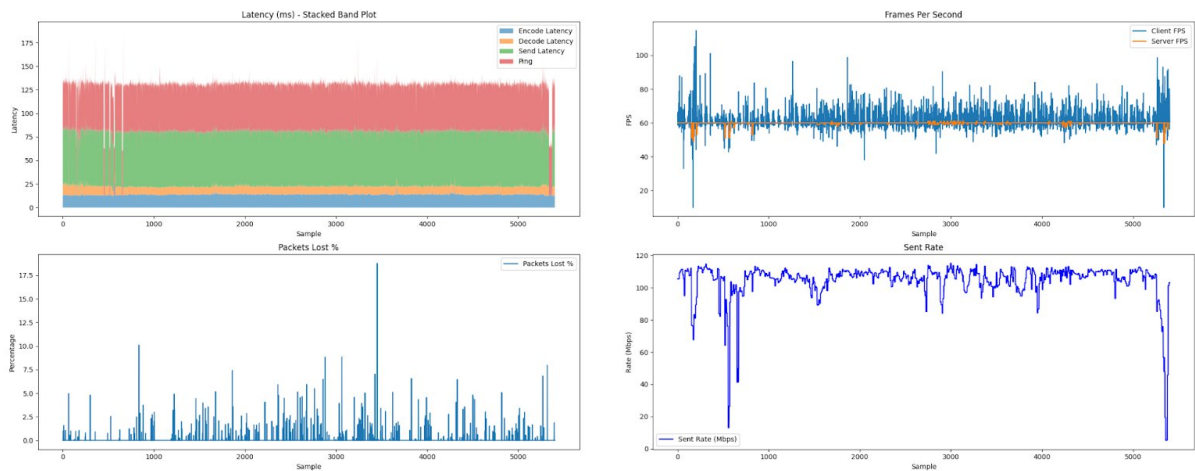 Latency (ms) - Stacked Band Plot
Encode Latency
Decode Latency
Send Latency
Ping
175
150
125
100
75
50
25
0
Latency
0
1000
2000
3000
4000
5000
Sample
Frames Per Second
Client FPS
Server FPS
100
80
60
40
20
FPS
0
1000
2000
3000
4000
5000
Sample
Packets Lost %
Packets Lost %
17.5
15.0
12.5
10.0
7.5
5.0
2.5
0.0
Percentage
0
1000
2000
3000
4000
5000
Sample
Sent Rate
120
100
80
60
40
20
0
Rate (Mbps)
Sent Rate (Mbps)
0
1000
2000
3000
4000
5000
Sample